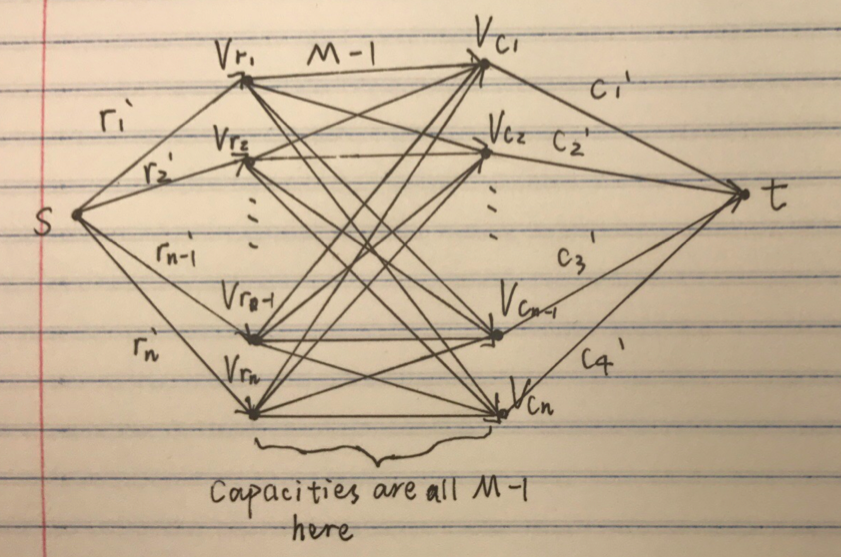 Vr1 M-1 Vc1
r1' c1'
Vr2 Vc2 c2'
r2'
S t
rn-1' c3'
Vrn-1 Vcn-1
rn' Vrn c4'
Vcn
Capacities are all M-1
here